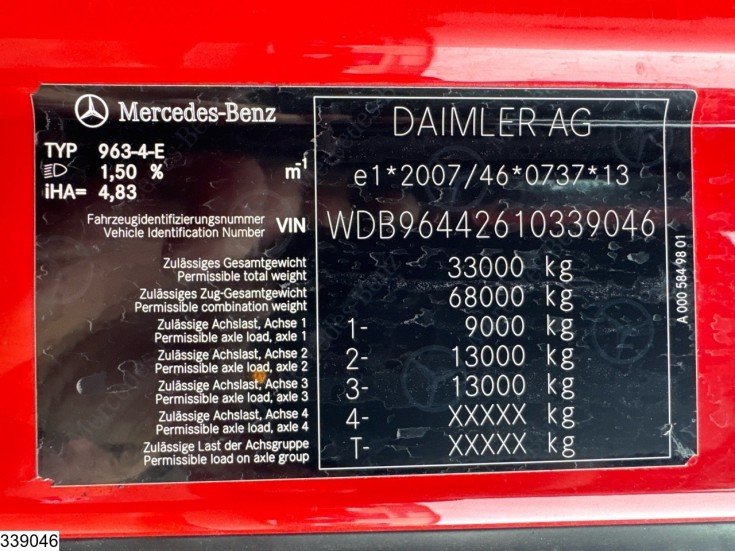 Mercedes-Benz
DAIMLER AG
TYP 963-4-E
1,50 % m⁻¹
e1*2007/46*0737*13
iHA= 4,83
Fahrzeugidentifizierungsnummer
Vehicle Identification Number VIN WDB96442610339046
Zulässiges Gesamtgewicht
Permissible total weight 33000 kg
Zulässiges Zug-Gesamtgewicht
Permissible combination weight 68000 kg
Zulässige Achslast, Achse 1
Permissible axle load, axle 1 1- 9000 kg
Zulässige Achslast, Achse 2
Permissible axle load, axle 2 2- 13000 kg
Zulässige Achslast, Achse 3
Permissible axle load, axle 3 3- 13000 kg
Zulässige Achslast, Achse 4
Permissible axle load, axle 4 4- XXXXX kg
Zulässige Last der Achsgruppe
Permissible load on axle group T- XXXXX kg
A 000 584 98 01
339046